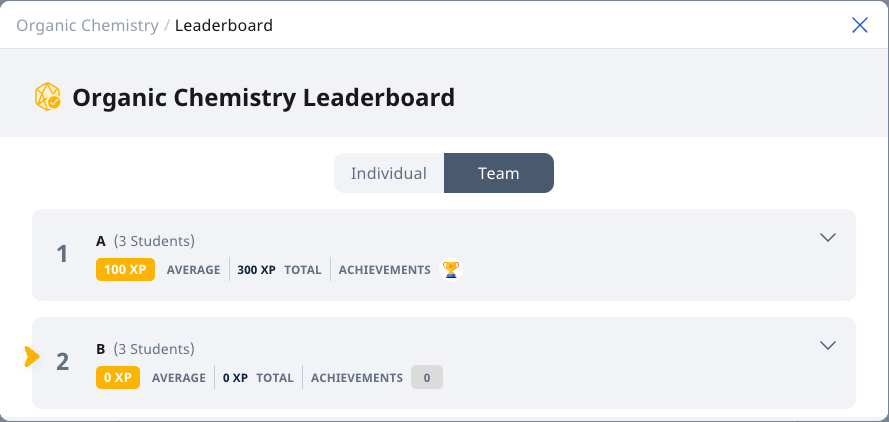 Organic Chemistry / Leaderboard
Organic Chemistry Leaderboard
Individual Team
1
A (3 Students)
100 XP AVERAGE 300 XP TOTAL ACHIEVEMENTS
2
B (3 Students)
0 XP AVERAGE 0 XP TOTAL ACHIEVEMENTS 0